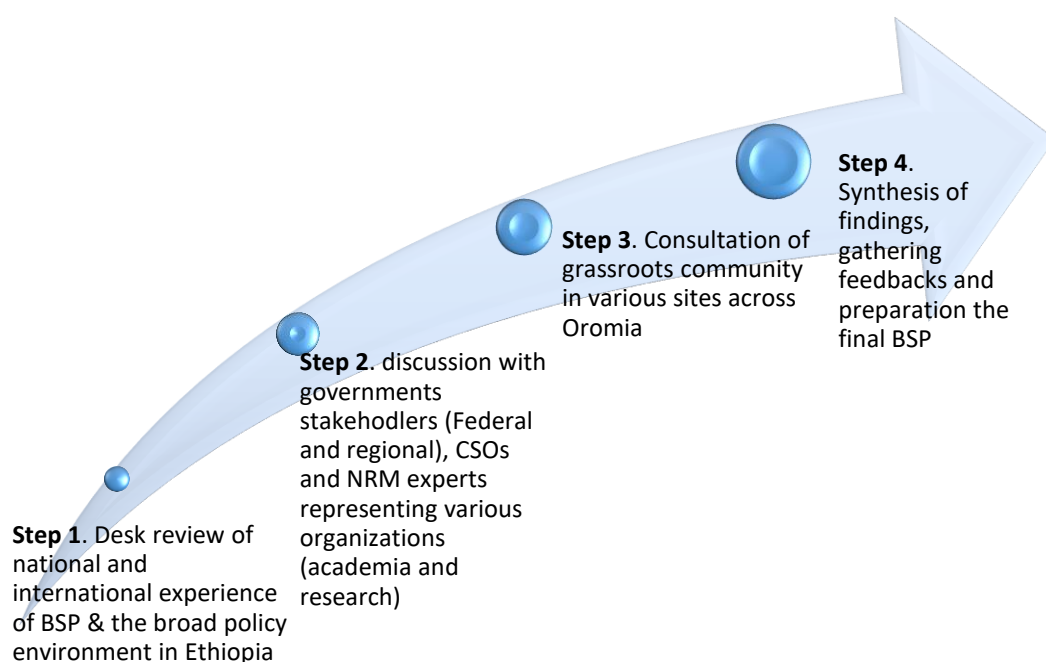 Step 1. Desk review of
national and
international experience
of BSP & the broad policy
environment in Ethiopia
Step 2. discussion with
governments
stakehodlers (Federal
and regional), CSOs
and NRM experts
representing various
organizations
(academia and
research)
Step 3. Consultation of
grassroots community
in various sites across
Oromia
Step 4.
Synthesis of
findings,
gathering
feedbacks and
preparation the
final BSP